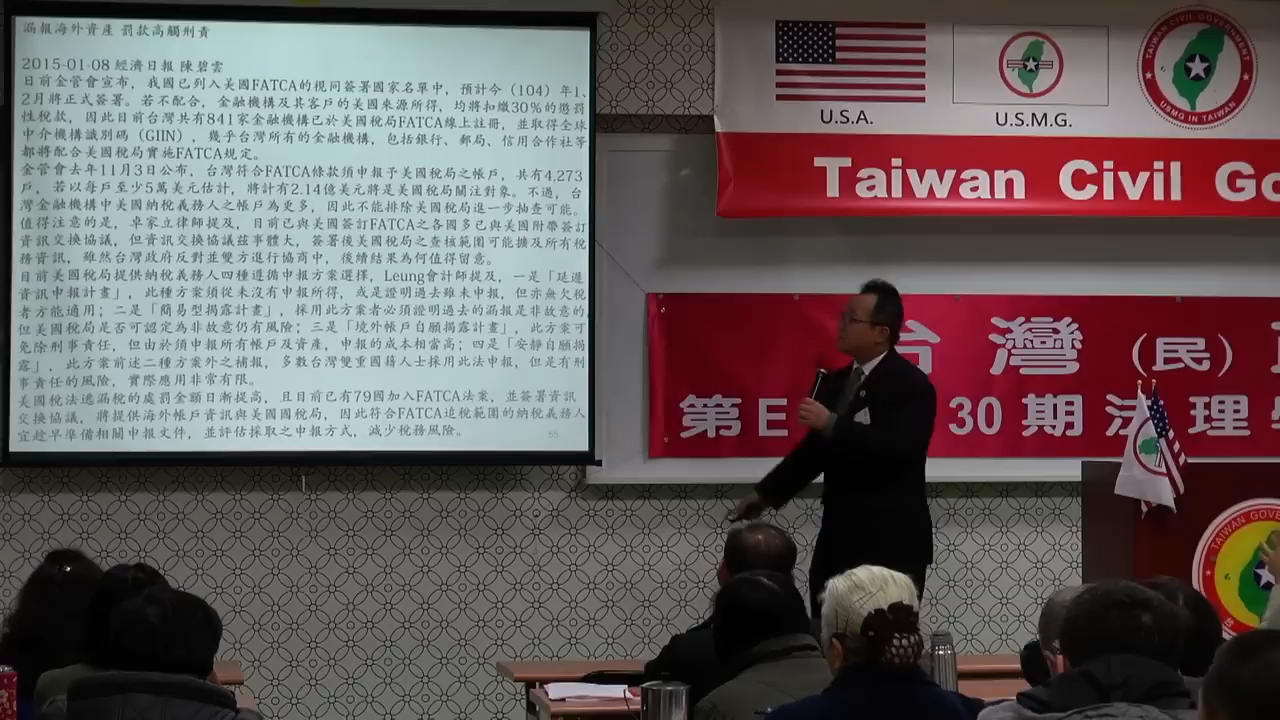 漏報海外資產 罰款高觸刑責
2015-01-08 經濟日報 陳碧雲
日前金管會宣布，我國已列入美國FATCA的視同簽署國家名單中，預計今（104）年1、
2月將正式簽署。若不配合，金融機構及其客戶的美國來源所得，均將扣繳30%的懲罰
性稅款，因此目前台灣共有841家金融機構已於美國稅局FATCA線上註冊，並取得全球
中介機構識別碼（GIIN），幾乎台灣所有的金融機構，包括銀行、郵局、信用合作社等
都將配合美國稅局實施FATCA規定。
金管會去年11月3日公布，台灣符合FATCA條款須申報予美國稅局之帳戶，共有4,273
戶，若以每戶至少5萬美元估計，將計有2.14億美元將是美國稅局關注對象。不過，台
灣金融機構中美國納稅義務人之帳戶為更多，因此不能排除美國稅局進一步抽查可能。
值得注意的是，卓家立律師提及，目前已與美國簽訂FATCA之各國多已與美國附帶簽訂
資訊交換協議，但資訊交換協議茲事體大，簽署後美國稅局之查核範圍可能擴及所有稅
務資訊，雖然台灣政府反對並雙方進行協商中，後續結果為何值得留意。
目前美國稅局提供納稅義務人四種遵循申報方案選擇，Leung會計師提及，一是「延遲
資訊申報計畫」，此種方案須從未沒有申報所得，或是證明過去雖未申報，但亦無欠稅
者方能適用；二是「簡易型揭露計畫」，採用此方案者必須證明過去的漏報是非故意的，
但美國稅局是否可認定為非故意仍有風險；三是「境外帳戶自願揭露計畫」，此方案可
免除刑事責任，但由於須申報所有帳戶及資產，申報的成本相當高；四是「安靜自願揭
露」，此方案前述二種方案外之補報，多數台灣雙重國籍人士採用此法申報，但是有刑
事責任的風險，實際應用非常有限。
美國稅法逃漏稅的處罰金額日漸提高，且目前已有79國加入FATCA法案，並簽署資訊
交換協議，將提供海外帳戶資訊與美國國稅局，因此符合FATCA追稅範圍的納稅義務人
宜趁早準備相關申報文件，並評估採取之申報方式，減少稅務風險。
55
U.S.A.
U.S.M.G.
TAIWAN CIVIL GOVERNMENT
USMG IN TAIWAN
Taiwan Civil Go
台灣（民）
第E 30期法理學
TAIWAN GOVE